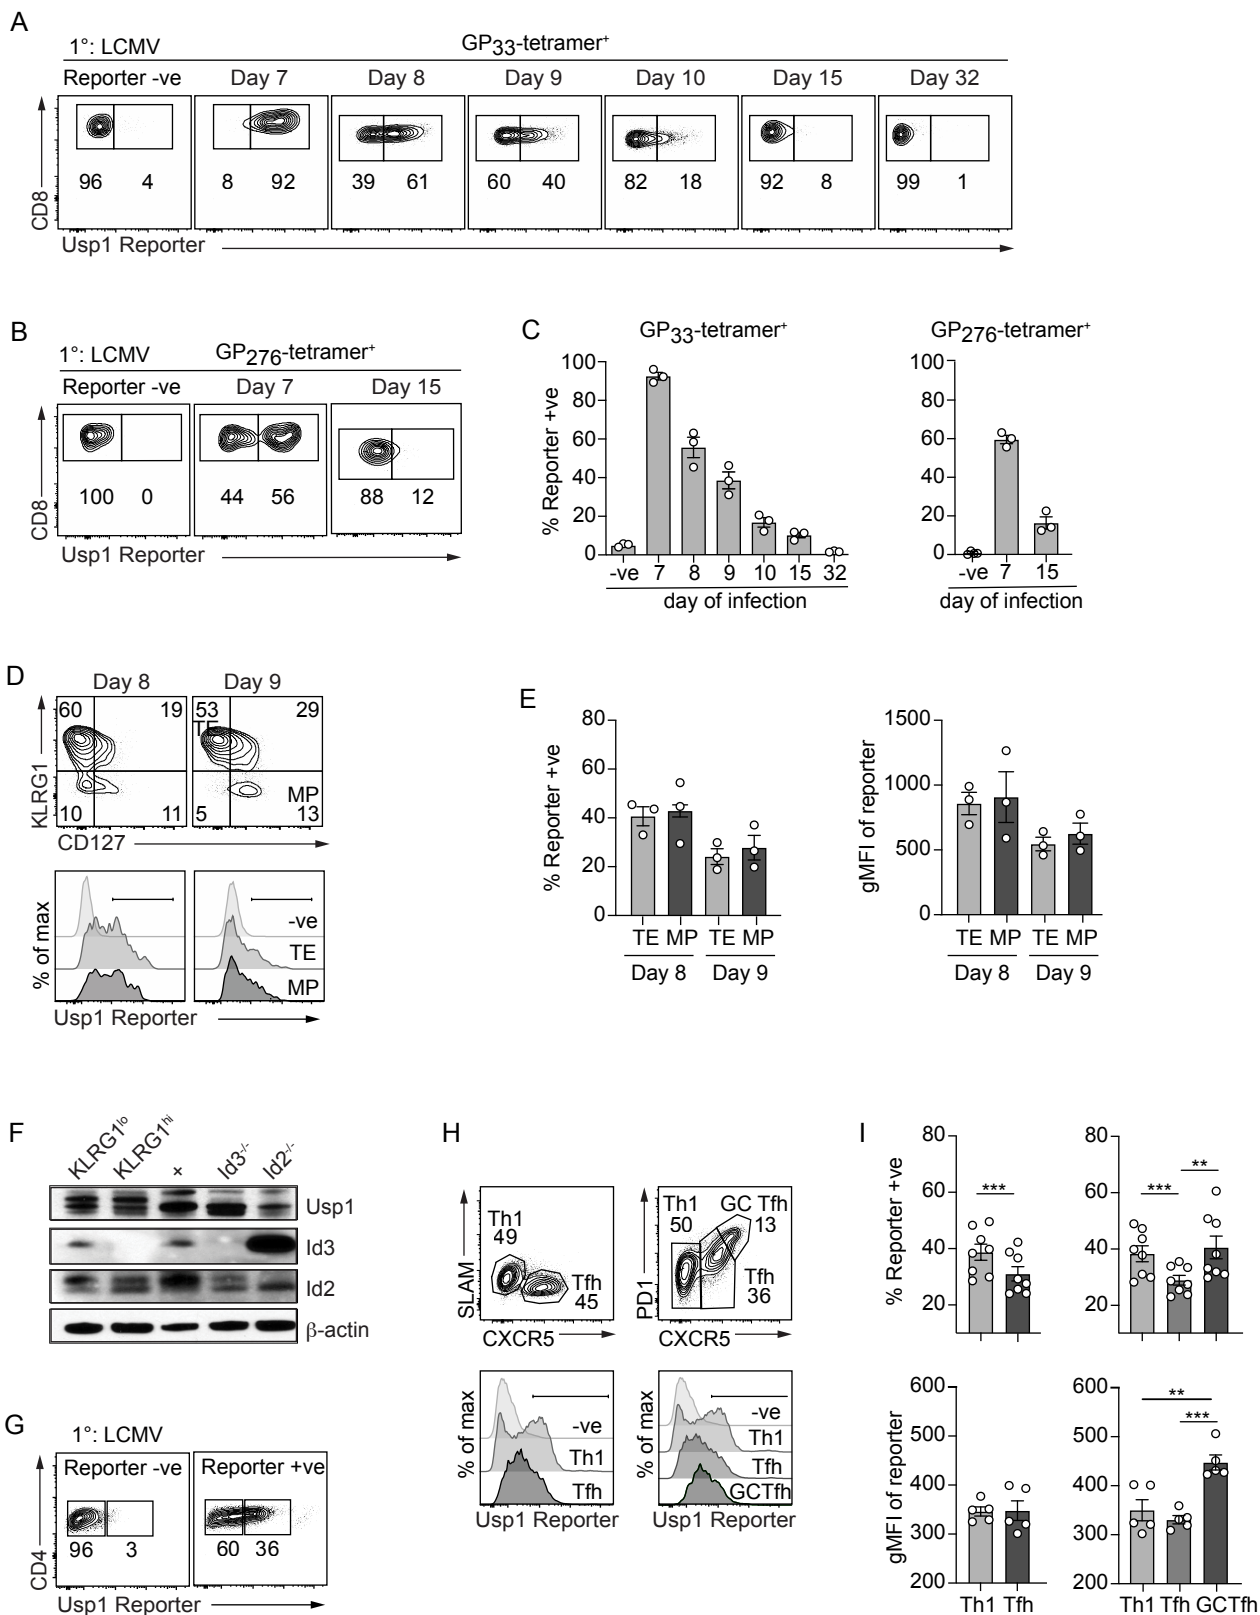 A
1°: LCMV
GP33-tetramer+
Reporter -ve Day 7 Day 8 Day 9 Day 10 Day 15 Day 32
96 4 8 92 39 61 60 40 82 18 92 8 99 1
CD8
Usp1 Reporter
B
1°: LCMV
GP276-tetramer+
Reporter -ve Day 7 Day 15
100 0 44 56 88 12
CD8
Usp1 Reporter
C
GP33-tetramer+
% Reporter +ve
100
80
60
40
20
0
-ve 7 8 9 10 15 32
day of infection
GP276-tetramer+
100
80
60
40
20
0
-ve 7 15
day of infection
D
Day 8 Day 9
60 19 53 29
TE
MP
10 11 5 13
KLRG1
CD127
% of max
-ve
TE
MP
Usp1 Reporter
E
% Reporter +ve
80
60
40
20
0
TE MP TE MP
Day 8 Day 9
gMFI of reporter
1500
1000
500
0
TE MP TE MP
Day 8 Day 9
F
KLRG1lo KLRG1hi + Id3-/- Id2-/-
Usp1
Id3
Id2
β-actin
G
1°: LCMV
Reporter -ve Reporter +ve
96 3 60 36
CD4
Usp1 Reporter
H
Th1
49
Tfh
45
SLAM
CXCR5
Th1
50
GC Tfh
13
Tfh
36
PD1
CXCR5
% of max
-ve
Th1
Tfh
Usp1 Reporter
% of max
-ve
Th1
Tfh
GCTfh
Usp1 Reporter
I
% Reporter +ve
80
60
40
20
***
80
60
40
20
***
**
gMFI of reporter
600
500
400
300
200
Th1 Tfh
600
500
400
300
200
**
***
Th1 Tfh GCTfh